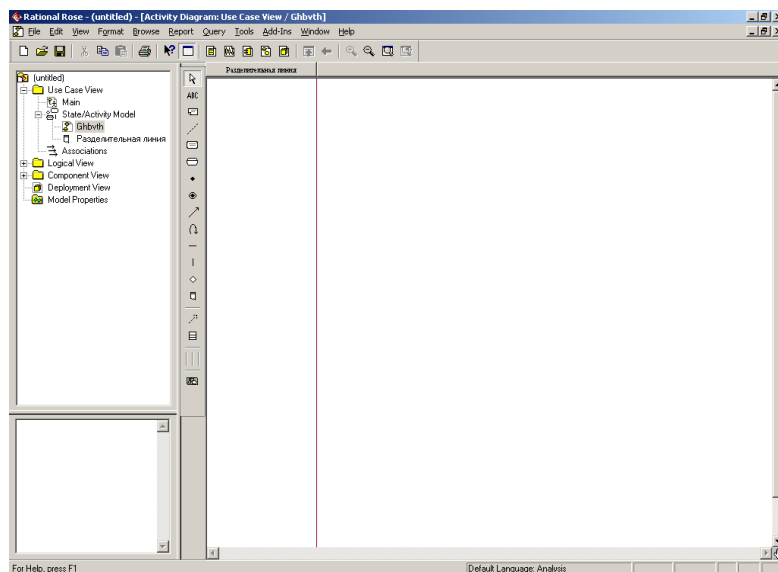 Rational Rose - (untitled) - [Activity Diagram: Use Case View / Ghbvth]
File Edit View Format Browse Report Query Tools Add-Ins Window Help
Разделительная линия
(untitled)
Use Case View
Main
State/Activity Model
Ghbvth
Разделительная линия
Associations
Logical View
Component View
Deployment View
Model Properties
ABC
For Help, press F1
Default Language: Analysis